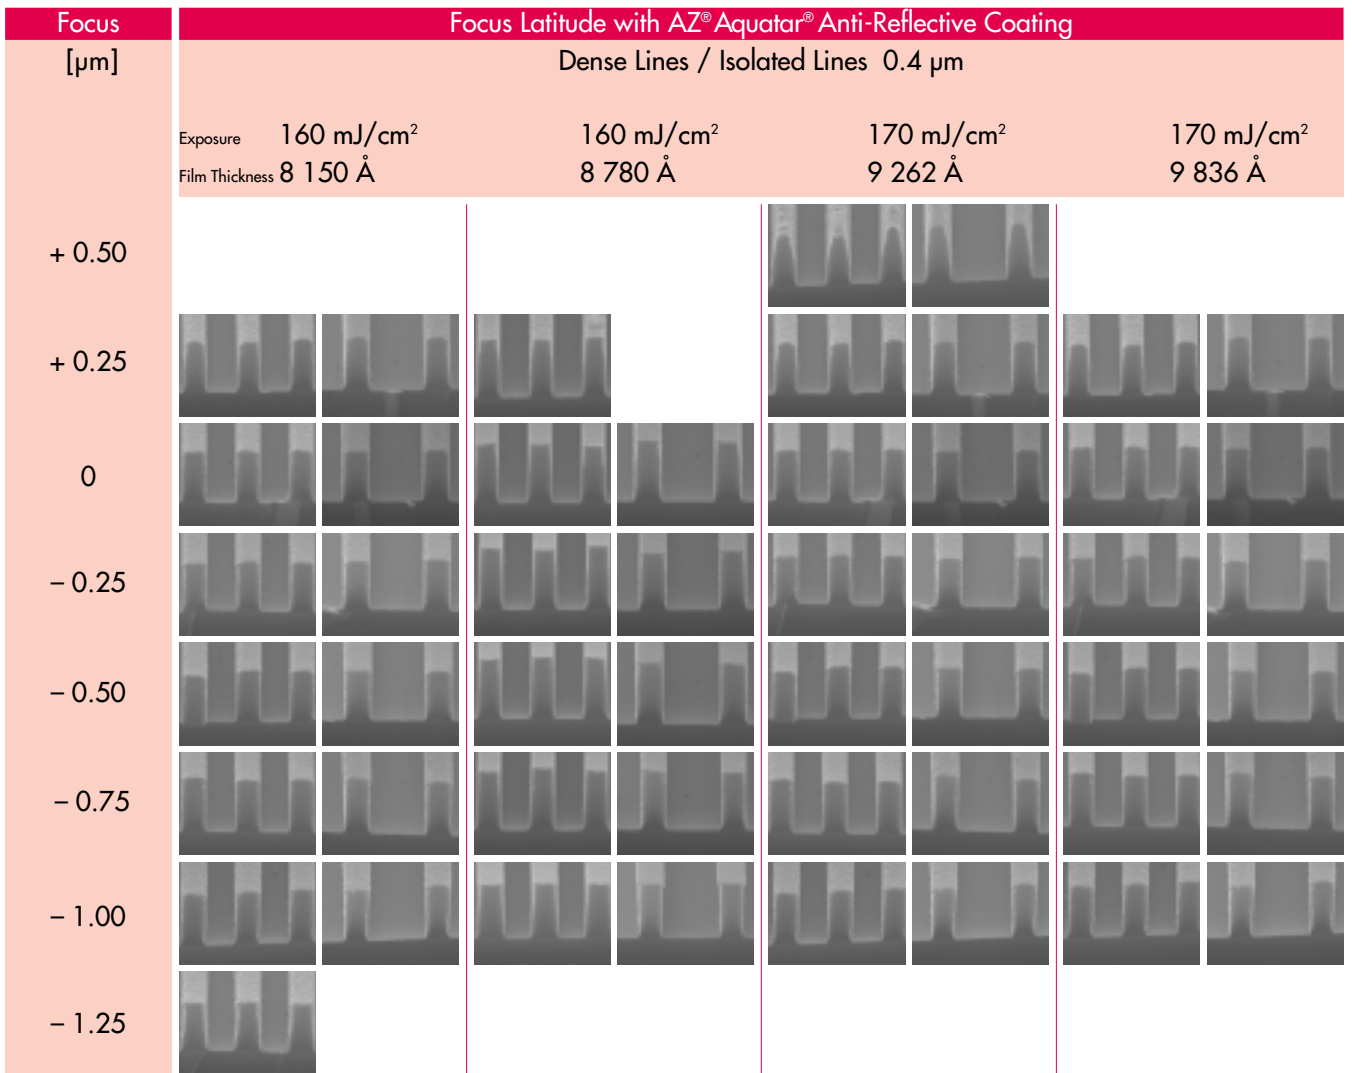 Focus
Focus Latitude with AZ® Aquatar® Anti-Reflective Coating
[µm]
Dense Lines / Isolated Lines 0.4 µm
Exposure 160 mJ/cm² 160 mJ/cm² 170 mJ/cm² 170 mJ/cm²
Film Thickness 8 150 Å 8 780 Å 9 262 Å 9 836 Å
+ 0.50
+ 0.25
0
– 0.25
– 0.50
– 0.75
– 1.00
– 1.25